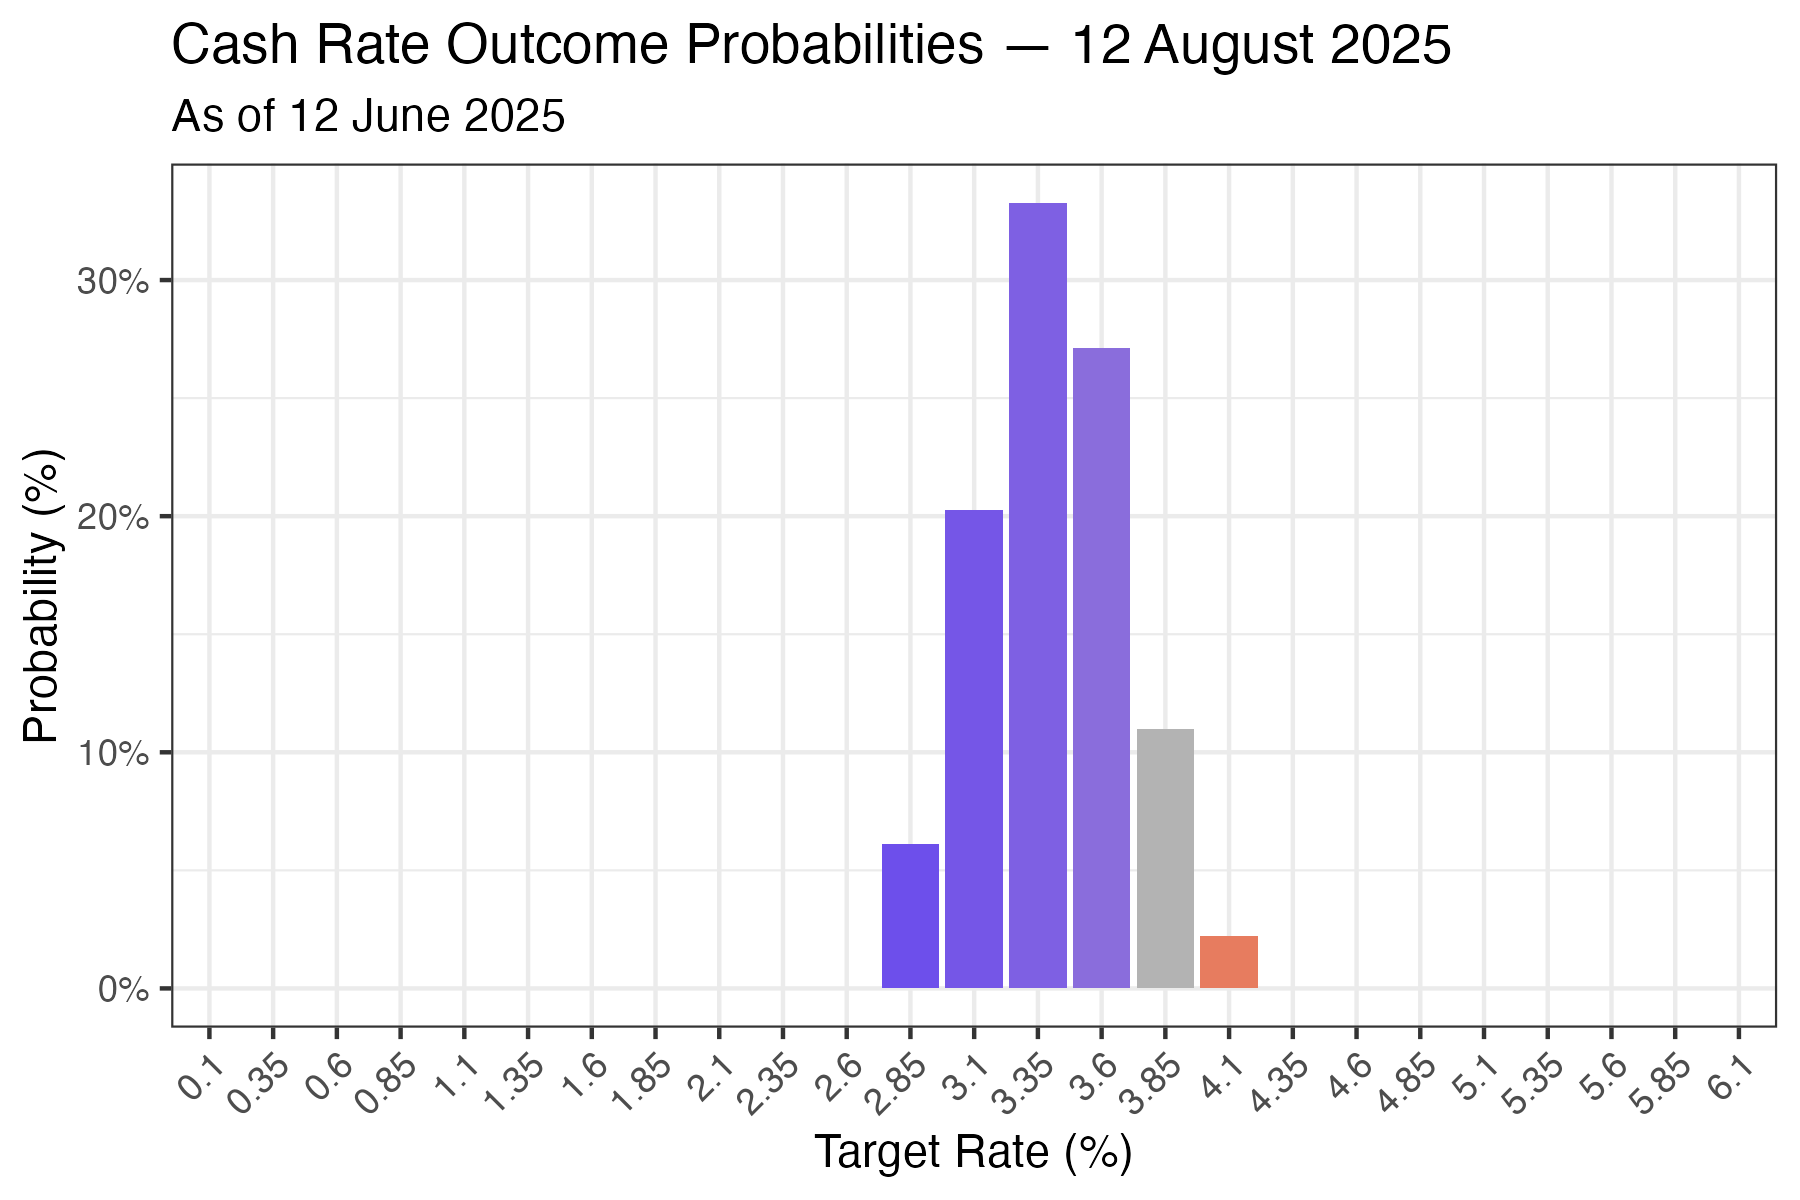 Cash Rate Outcome Probabilities — 12 August 2025
As of 12 June 2025
Probability (%)
30%
20%
10%
0%
0.1 0.35 0.6 0.85 1.1 1.35 1.6 1.85 2.1 2.35 2.6 2.85 3.1 3.35 3.6 3.85 4.1 4.35 4.6 4.85 5.1 5.35 5.6 5.85 6.1
Target Rate (%)